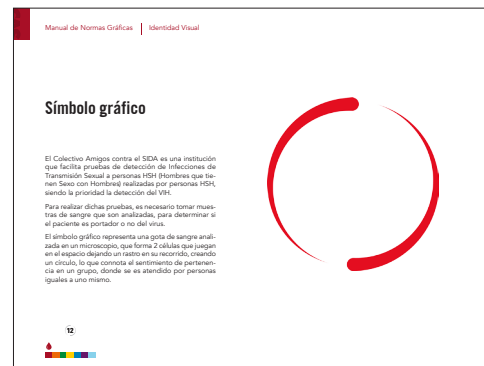 Manual de Normas Gráficas | Identidad Visual
Símbolo gráfico
El Colectivo Amigos contra el SIDA es una institución
que facilita pruebas de detección de Infecciones de
Transmisión Sexual a personas HSH (Hombres que tie-
nen Sexo con Hombres) realizadas por personas HSH,
siendo la prioridad la detección del VIH.
Para realizar dichas pruebas, es necesario tomar mues-
tras de sangre que son analizadas, para determinar si
el paciente es portador o no del virus.
El símbolo gráfico representa una gota de sangre anali-
zada en un microscopio, que forma 2 células que juegan
en el espacio dejando un rastro en su recorrido, creando
un círculo, lo que connota el sentimiento de pertenen-
cia en un grupo, donde se es atendido por personas
iguales a uno mismo.
12